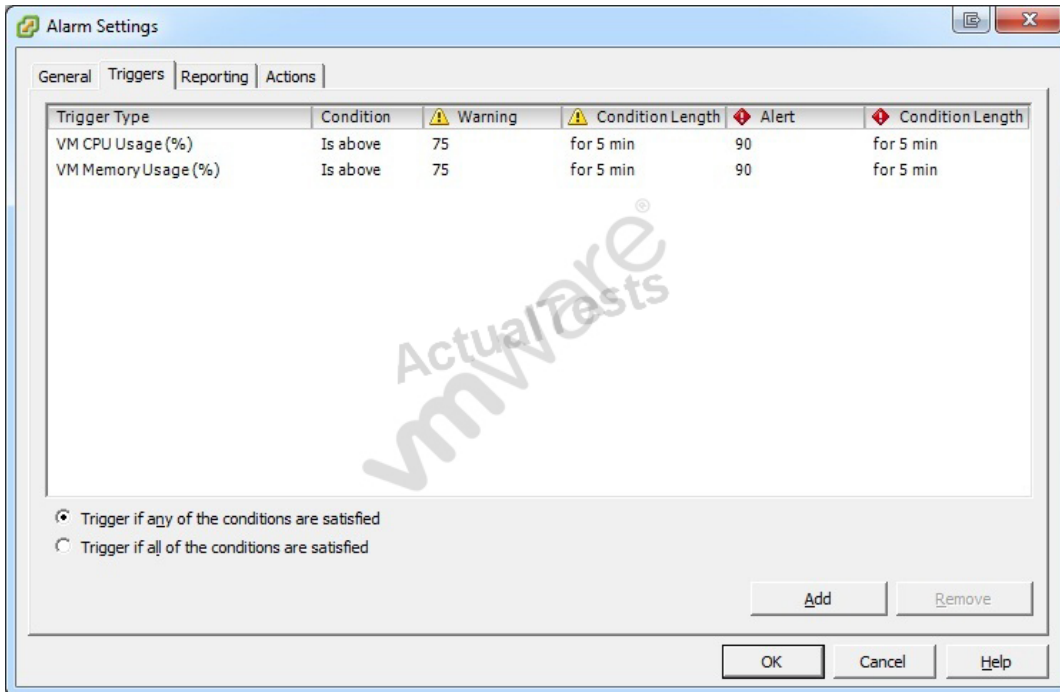 Alarm Settings
General Triggers Reporting Actions
Trigger Type Condition Warning Condition Length Alert Condition Length
VM CPU Usage (%) Is above 75 for 5 min 90 for 5 min
VM Memory Usage (%) Is above 75 for 5 min 90 for 5 min
vmware®
ActualTests
Trigger if any of the conditions are satisfied
Trigger if all of the conditions are satisfied
Add Remove
OK Cancel Help